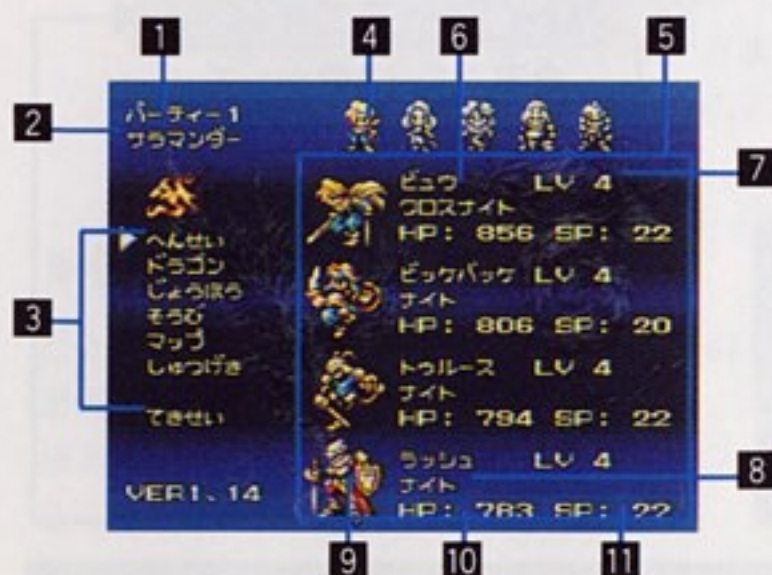 1
4
6
5
2
7
3
8
9
10
11
パーティー1
サラマンダー
へんせい
ドラゴン
じょうほう
そうび
マップ
しゅつげき
てきせい
VER1.14
ビュウ LV 4
クロスナイト
HP: 856 SP: 22
ビッケバッケ LV 4
ナイト
HP: 806 SP: 20
トゥルース LV 4
ナイト
HP: 794 SP: 22
ラッシュ LV 4
ナイト
HP: 783 SP: 22